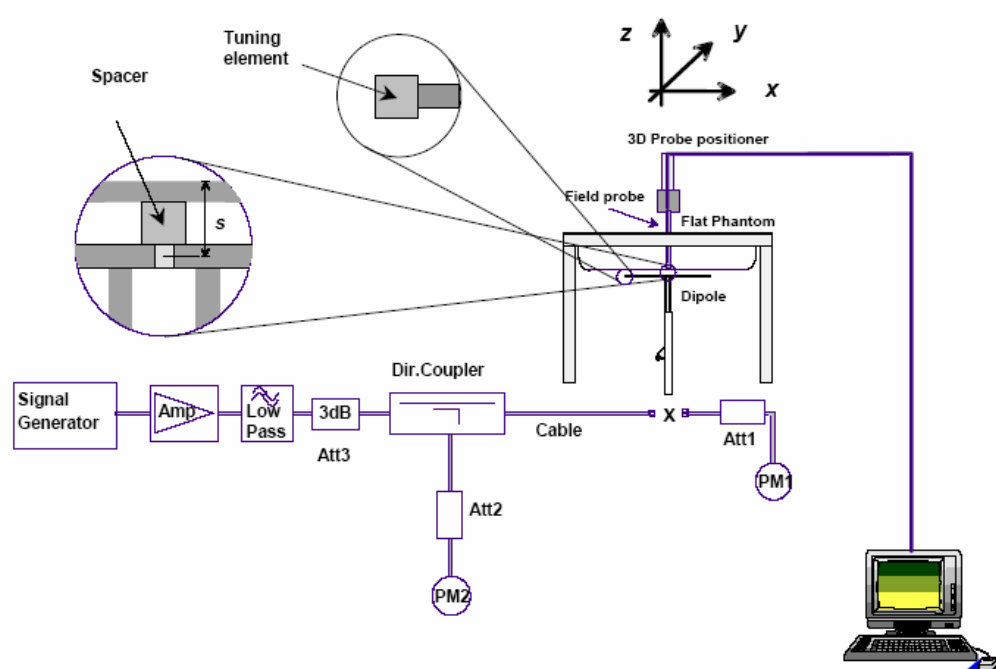 Tuning
element
Spacer
z
y
x
3D Probe positioner
Field probe
Flat Phantom
s
Dipole
Dir.Coupler
Signal
Generator
Amp
Low
Pass
3dB
Att3
Cable
x
Att1
PM1
Att2
PM2